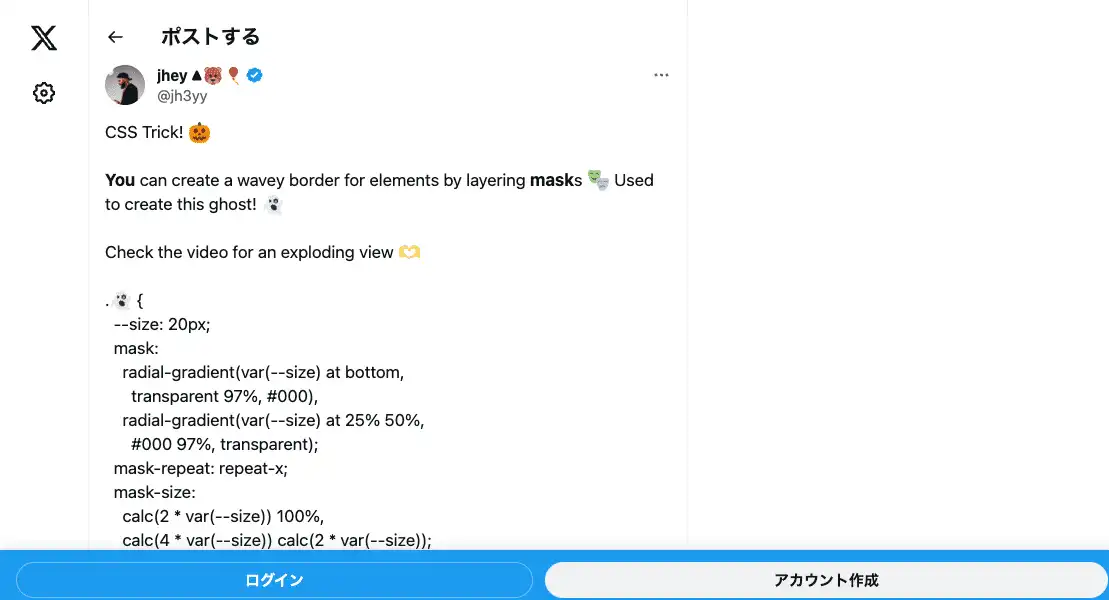 ポストする
jhey▲🐻🎈
@jh3yy
CSS Trick! 🎃
You can create a wavey border for elements by layering masks 🎭 Used
to create this ghost! 👻
Check the video for an exploding view 🫶
.👻 {
--size: 20px;
mask:
radial-gradient(var(--size) at bottom,
transparent 97%, #000),
radial-gradient(var(--size) at 25% 50%,
#000 97%, transparent);
mask-repeat: repeat-x;
mask-size:
calc(2 * var(--size)) 100%,
calc(4 * var(--size)) calc(2 * var(--size));
ログイン
アカウント作成